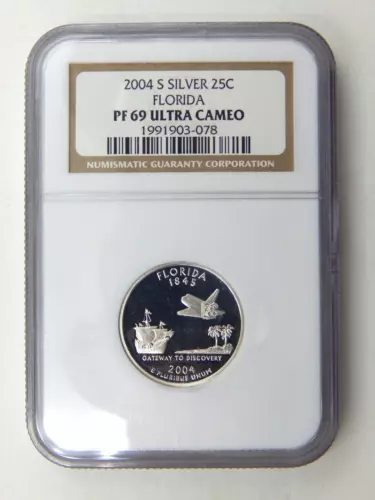 2004 S SILVER 25C
FLORIDA
PF 69 ULTRA CAMEO
1991903-078
NUMISMATIC GUARANTY CORPORATION
FLORIDA
1845
GATEWAY TO DISCOVERY
2004
E PLURIBUS UNUM